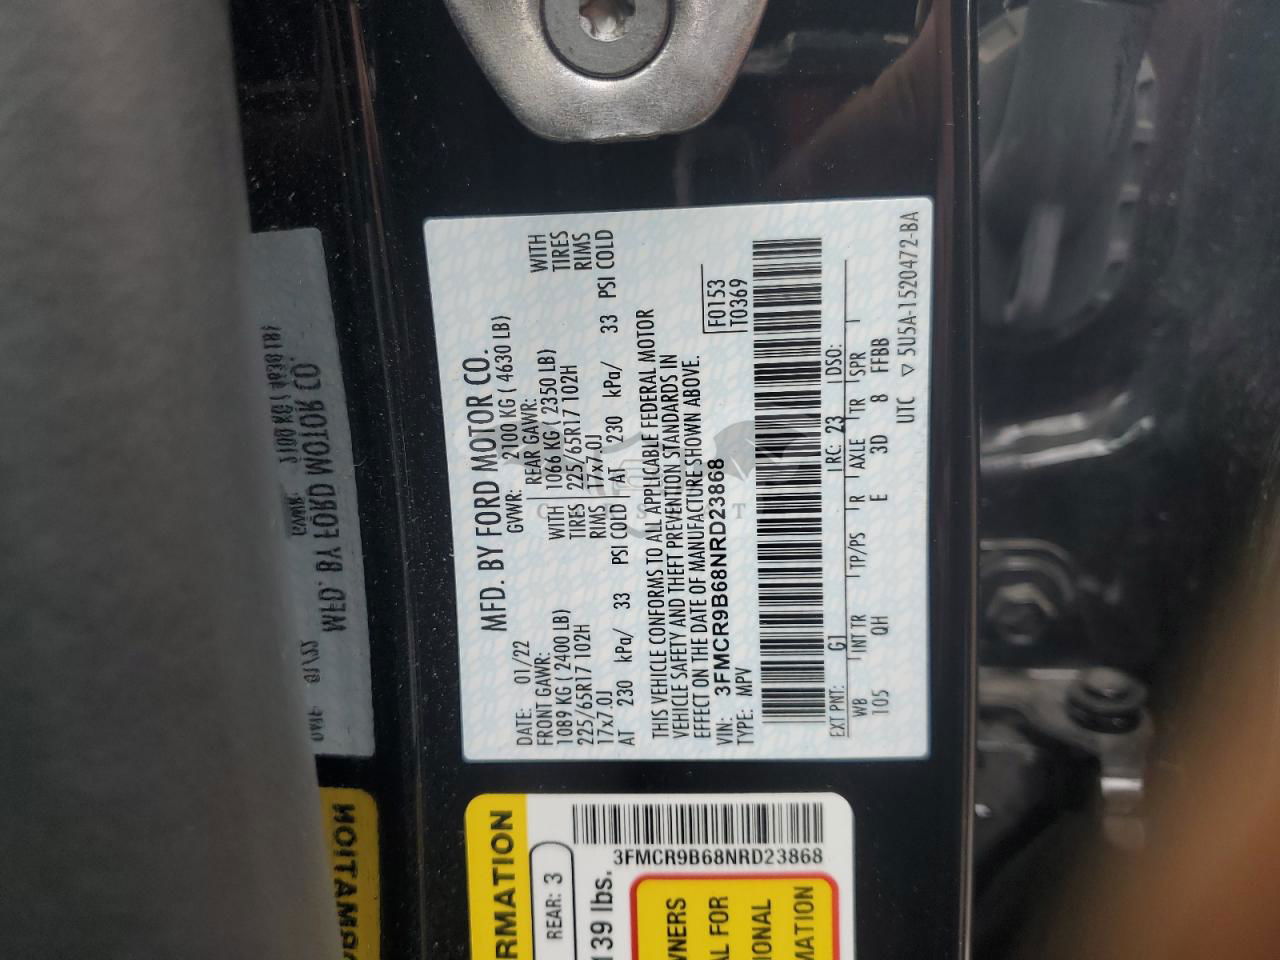 MFD. BY FORD MOTOR CO.
DATE: 01/22 GVWR: 2100 KG ( 4630 LB)
FRONT GAWR: REAR GAWR:
1089 KG ( 2400 LB) WITH 1066 KG ( 2350 LB) WITH
225/65R17 102H TIRES 225/65R17 102H TIRES
17x7.0J RIMS 17x7.0J RIMS
AT 230 kPa/ 33 PSI COLD AT 230 kPa/ 33 PSI COLD
THIS VEHICLE CONFORMS TO ALL APPLICABLE FEDERAL MOTOR
VEHICLE SAFETY AND THEFT PREVENTION STANDARDS IN
EFFECT ON THE DATE OF MANUFACTURE SHOWN ABOVE.
VIN: 3FMCR9B68NRD23868 F0153
TYPE: MPV T0369
EXT PNT: G1 RC: 23 DSO:
WB INT TR TP/PS R AXLE TR SPR
105 QH E 3D 8 FFBB
UTC ▽ 5U5A-1520472-BA
RMATION
REAR: 3
139 lbs.
3FMCR9B68NRD23868
WNERS
AL FOR
IONAL
MATION